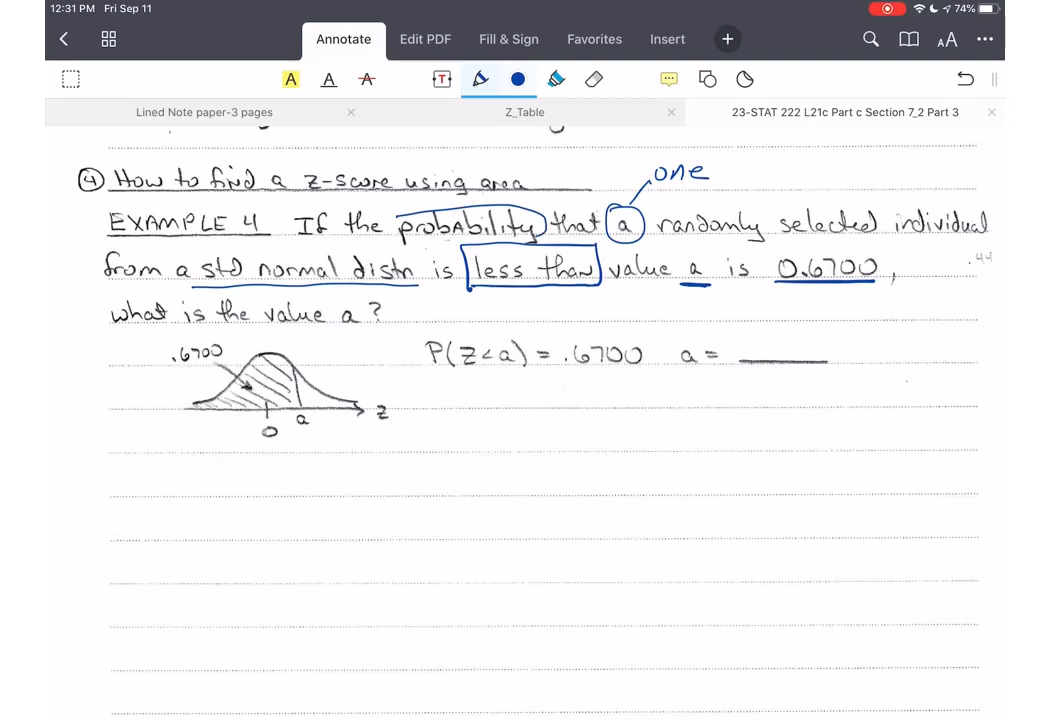 12:31 PM Fri Sep 11 74%
Annotate Edit PDF Fill & Sign Favorites Insert +
AA
A A A T
Lined Note paper-3 pages × Z_Table × 23-STAT 222 L21c Part c Section 7_2 Part 3 ×
④ How to find a z-score using area
one
EXAMPLE 4 If the probability that a randomly selected individual
from a std normal distn is less than value a is 0.6700,
.44
what is the value a?
.6700
P(Z<a) = .6700 a = ____
Z
a
0